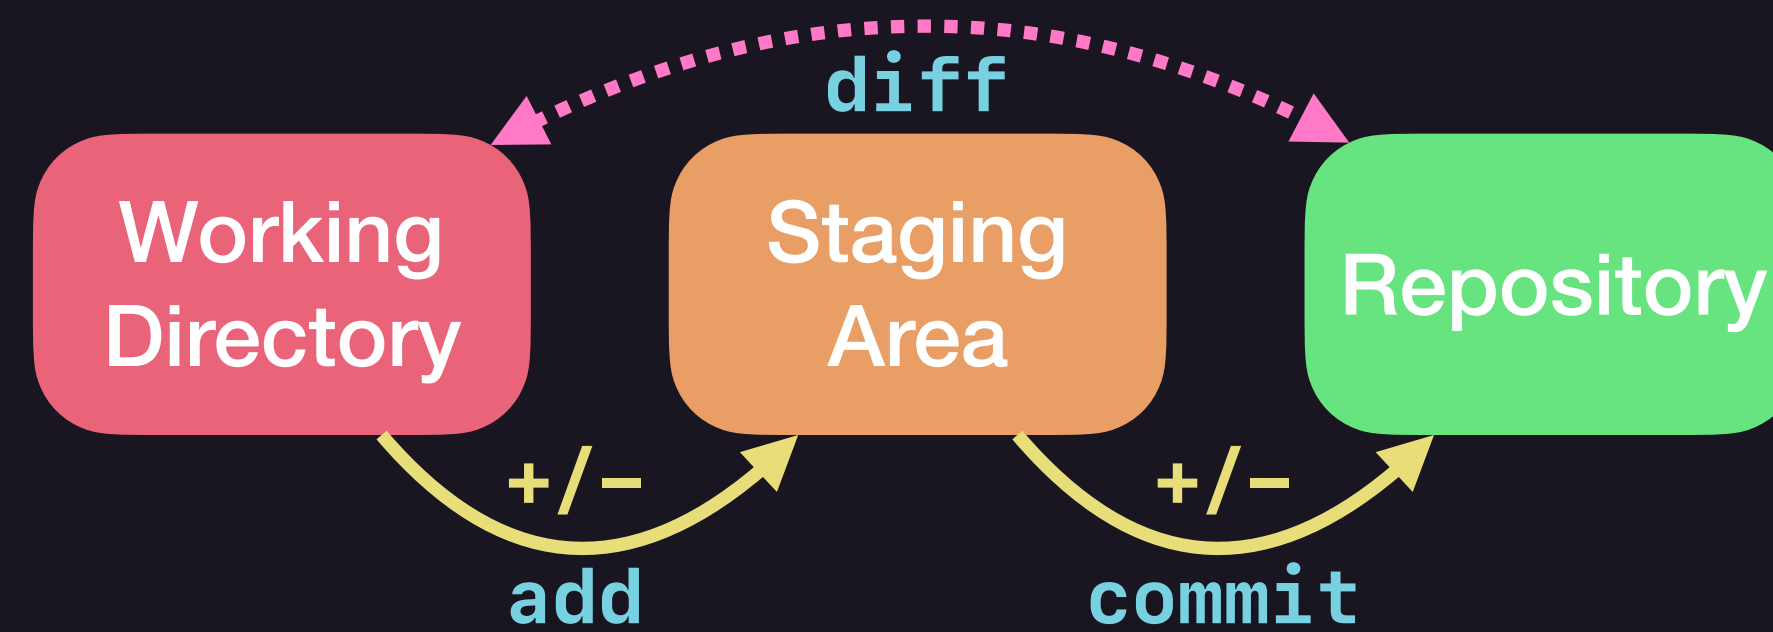 diff
Working
Directory
Staging
Area
Repository
+/-
+/-
add
commit